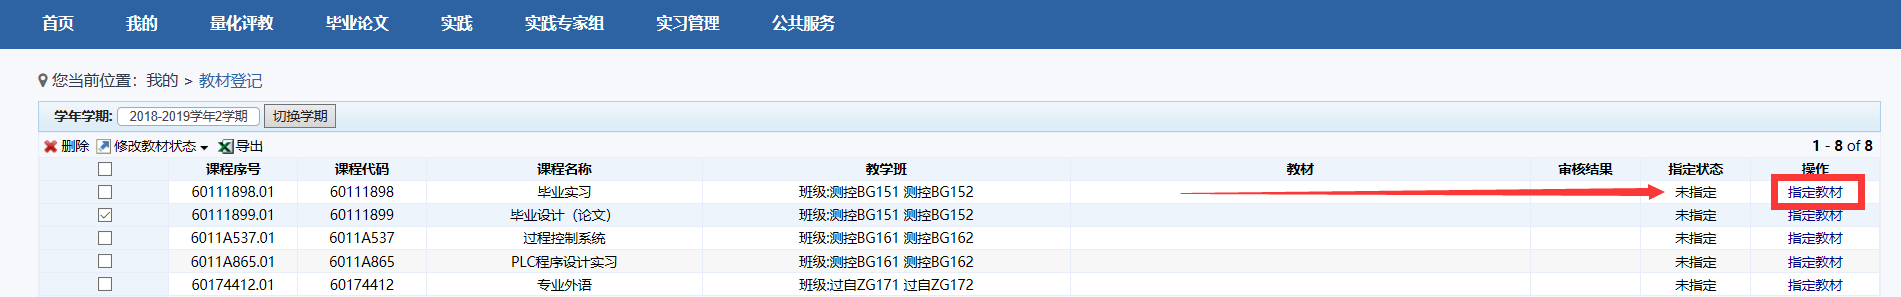 首页 我的 量化评教 毕业论文 实践 实践专家组 实习管理 公共服务
您当前位置：我的 > 教材登记
学年学期: 2018-2019学年2学期 切换学期
删除 修改教材状态 导出 1 - 8 of 8
课程序号 课程代码 课程名称 教学班 教材 审核结果 指定状态 操作
60111898.01 60111898 毕业实习 班级:测控BG151 测控BG152 未指定 指定教材
60111899.01 60111899 毕业设计（论文） 班级:测控BG151 测控BG152 未指定 指定教材
6011A537.01 6011A537 过程控制系统 班级:测控BG161 测控BG162 未指定 指定教材
6011A865.01 6011A865 PLC程序设计实习 班级:测控BG161 测控BG162 未指定 指定教材
60174412.01 60174412 专业外语 班级:过自ZG171 过自ZG172 未指定 指定教材